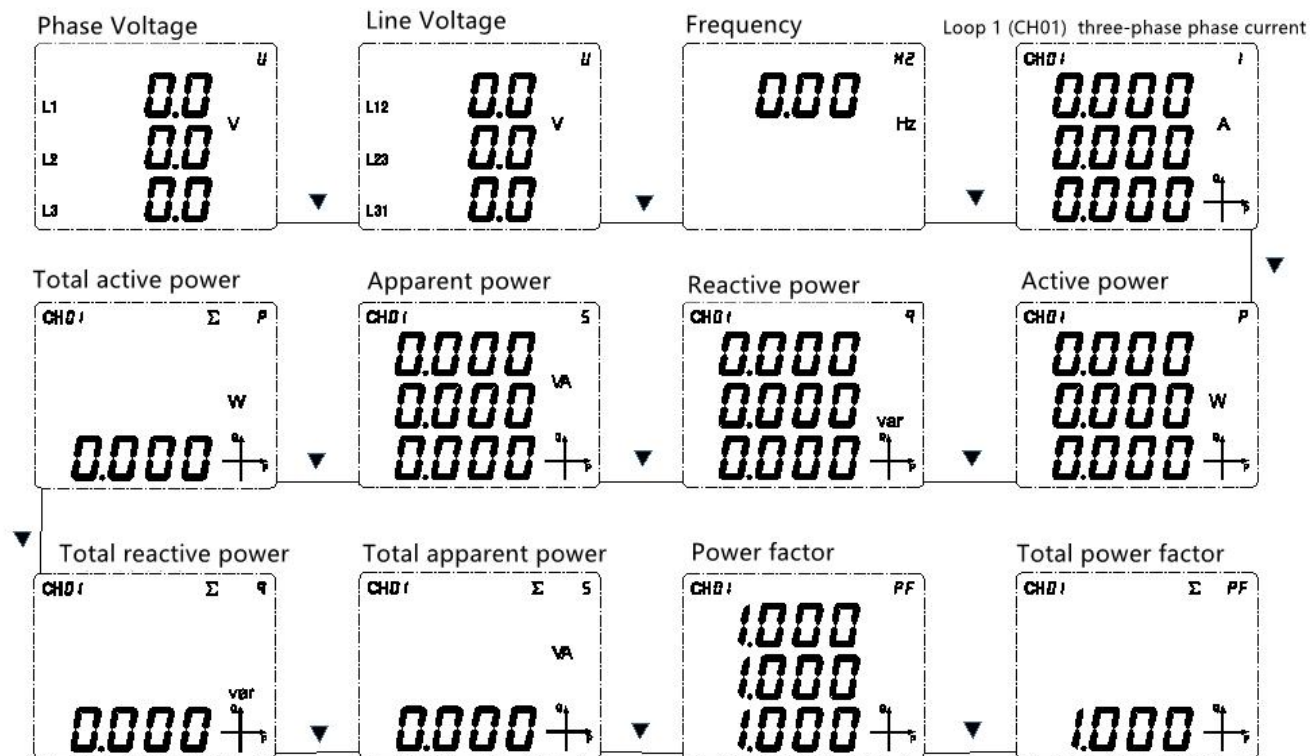 Phase Voltage
Line Voltage
Frequency
Loop 1 (CH01) three-phase phase current
U
L1 0.0
V
L2 0.0
L3 0.0
U
L12 0.0
V
L23 0.0
L31 0.0
HZ
0.00
Hz
CH01 I
0.000
A
0.000
0.000
Q
P
Total active power
Apparent power
Reactive power
Active power
CH01 Σ P
W
0.000
Q
P
CH01 S
0.000
VA
0.000
0.000
Q
P
CH01 q
0.000
0.000
var
0.000
Q
P
CH01 P
0.000
0.000 W
0.000
Q
P
Total reactive power
Total apparent power
Power factor
Total power factor
CH01 Σ q
var
0.000
Q
P
CH01 Σ S
VA
0.000
Q
P
CH01 PF
1.000
1.000
1.000
Q
P
CH01 Σ PF
1.000
Q
P